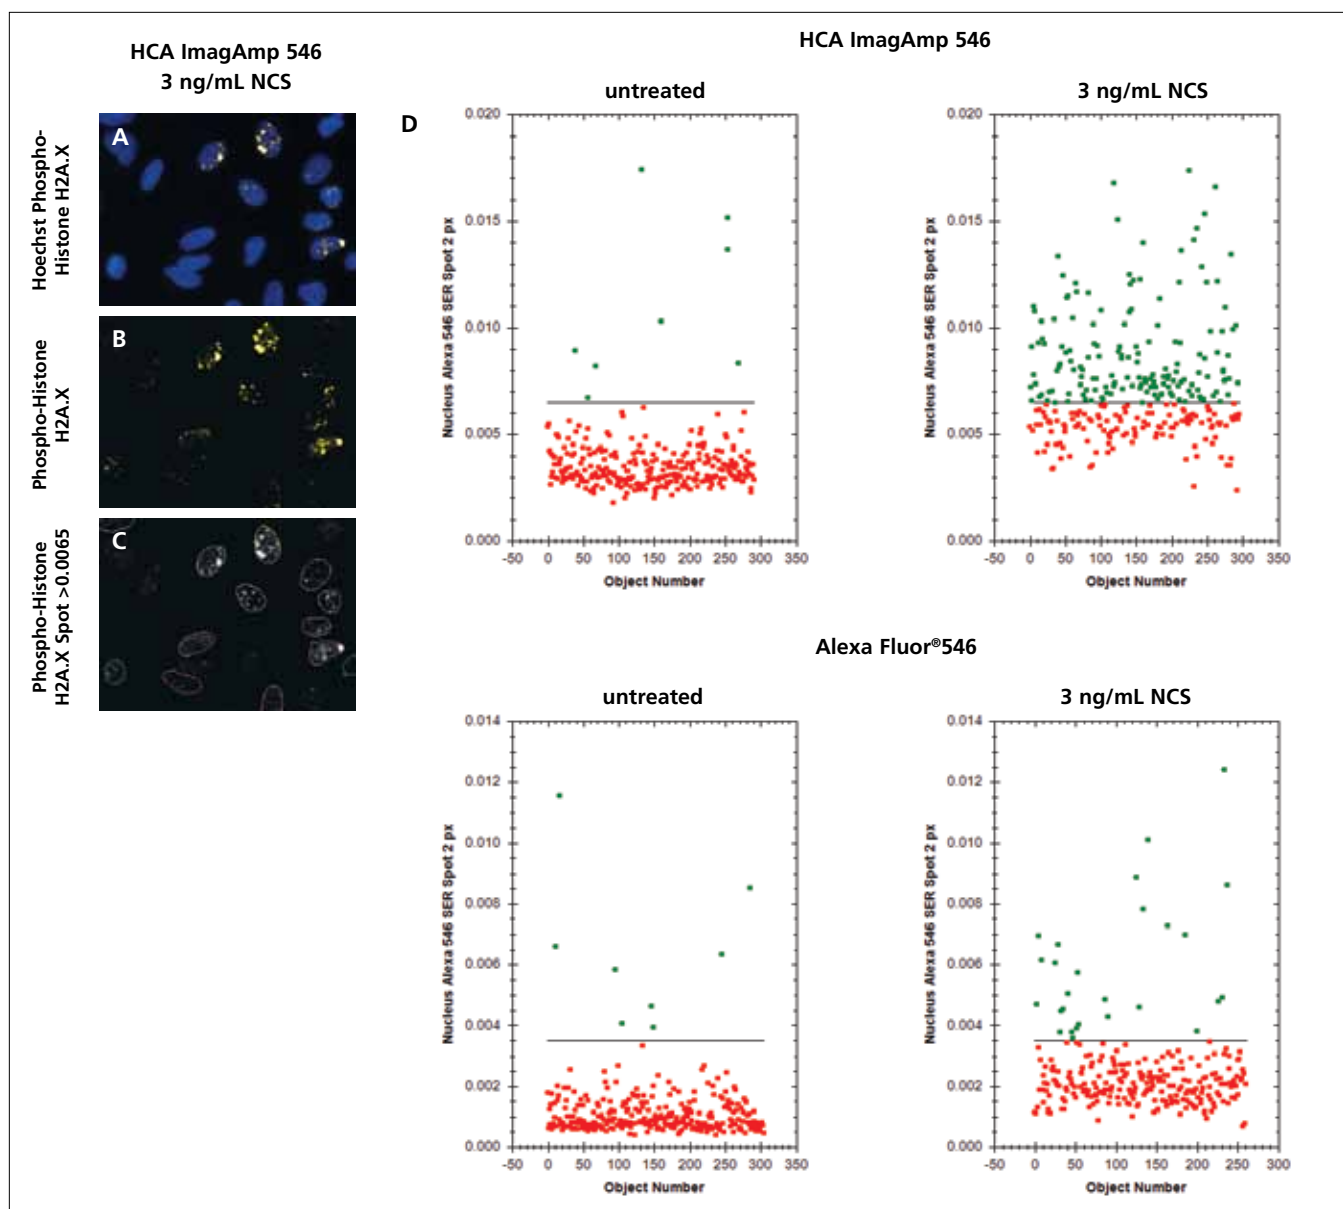 HCA ImagAmp 546
3 ng/mL NCS
Hoechst Phospho-
Histone H2A.X
A
Phospho-Histone
H2A.X
B
Phospho-Histone
H2A.X Spot >0.0065
C
D
HCA ImagAmp 546
untreated
Nucleus Alexa 546 SER Spot 2 px
0.020
0.015
0.010
0.005
0.000
-50 0 50 100 150 200 250 300 350
Object Number
3 ng/mL NCS
Nucleus Alexa 546 SER Spot 2 px
0.020
0.015
0.010
0.005
0.000
-50 0 50 100 150 200 250 300 350
Object Number
Alexa Fluor®546
untreated
Nucleus Alexa 546 SER Spot 2 px
0.014
0.012
0.010
0.008
0.006
0.004
0.002
0.000
-50 0 50 100 150 200 250 300 350
Object Number
3 ng/mL NCS
Nucleus Alexa 546 SER Spot 2 px
0.014
0.012
0.010
0.008
0.006
0.004
0.002
0.000
-50 0 50 100 150 200 250 300
Object Number